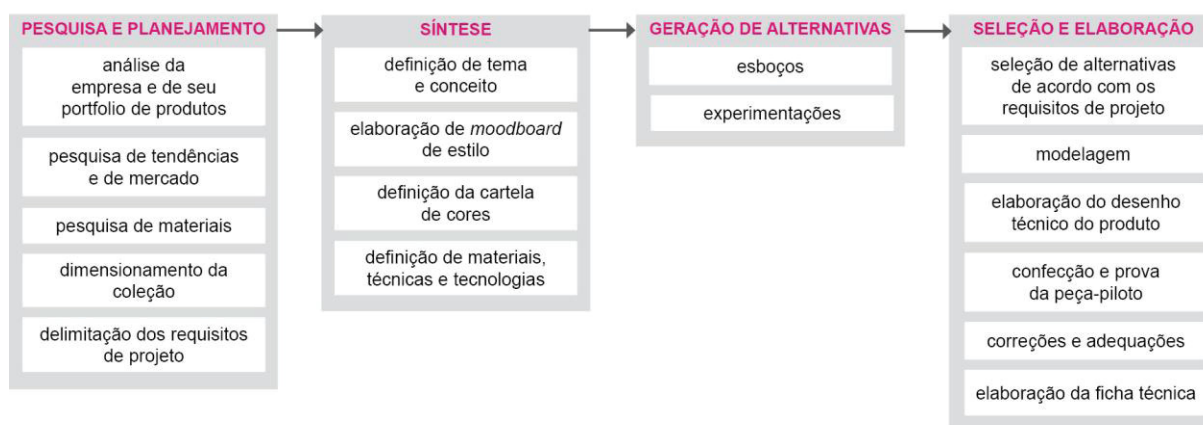 PESQUISA E PLANEJAMENTO
análise da
empresa e de seu
portfolio de produtos
pesquisa de tendências
e de mercado
pesquisa de materiais
dimensionamento da
coleção
delimitação dos requisitos
de projeto
SÍNTESE
definição de tema
e conceito
elaboração de moodboard
de estilo
definição da cartela
de cores
definição de materiais,
técnicas e tecnologias
GERAÇÃO DE ALTERNATIVAS
esboços
experimentações
SELEÇÃO E ELABORAÇÃO
seleção de alternativas
de acordo com os
requisitos de projeto
modelagem
elaboração do desenho
técnico do produto
confecção e prova
da peça-piloto
correções e adequações
elaboração da ficha técnica